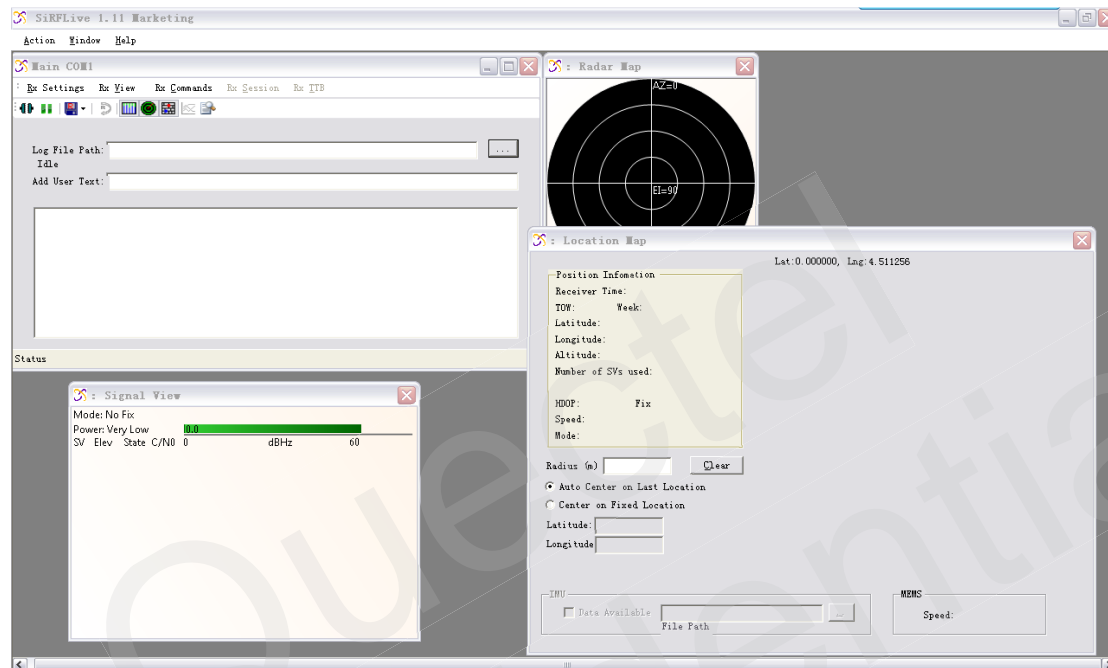 SiRFLive 1.11 Marketing
Action Window Help
Main COM1
Rx Settings Rx View Rx Commands Rx Session Rx TTB
Log File Path: ...
Idle
Add User Text:
Status
: Radar Map
AZ=0
El=90
: Signal View
Mode: No Fix
Power: Very Low 0.0
SV Elev State C/N0 0 dBHz 60
: Location Map
Lat:0.000000, Lng:4.511256
Position Infomation
Receiver Time:
TOW: Week:
Latitude:
Longitude:
Altitude:
Number of SVs used:
HDOP: Fix
Speed:
Mode:
Radius (m) Clear
Auto Center on Last Location
Center on Fixed Location
Latitude:
Longitude
IMU
Data Available ...
File Path
MEMS
Speed:
Quectel